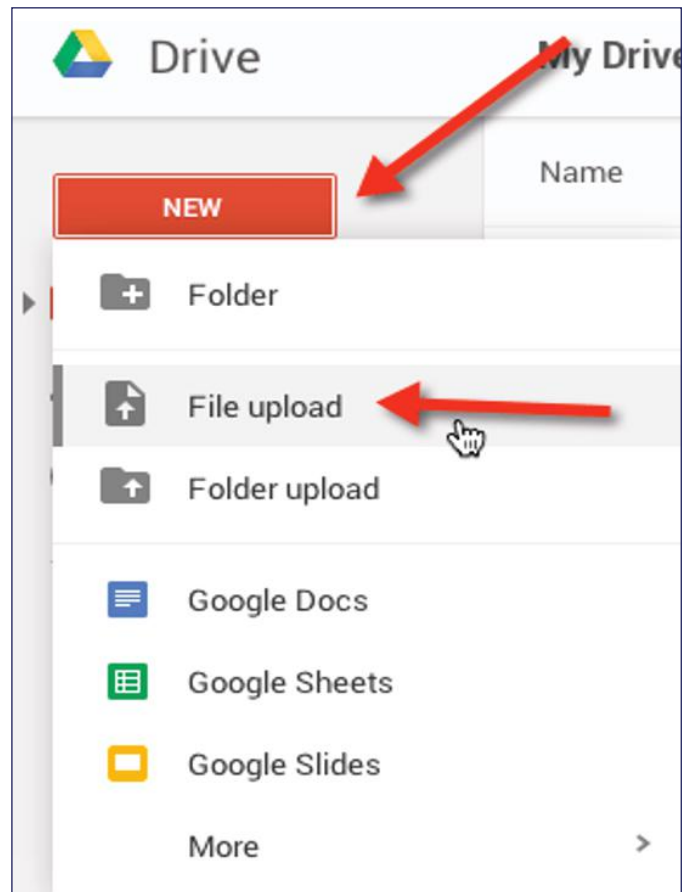 Drive
My Drive
Name
NEW
Folder
File upload
Folder upload
Google Docs
Google Sheets
Google Slides
More